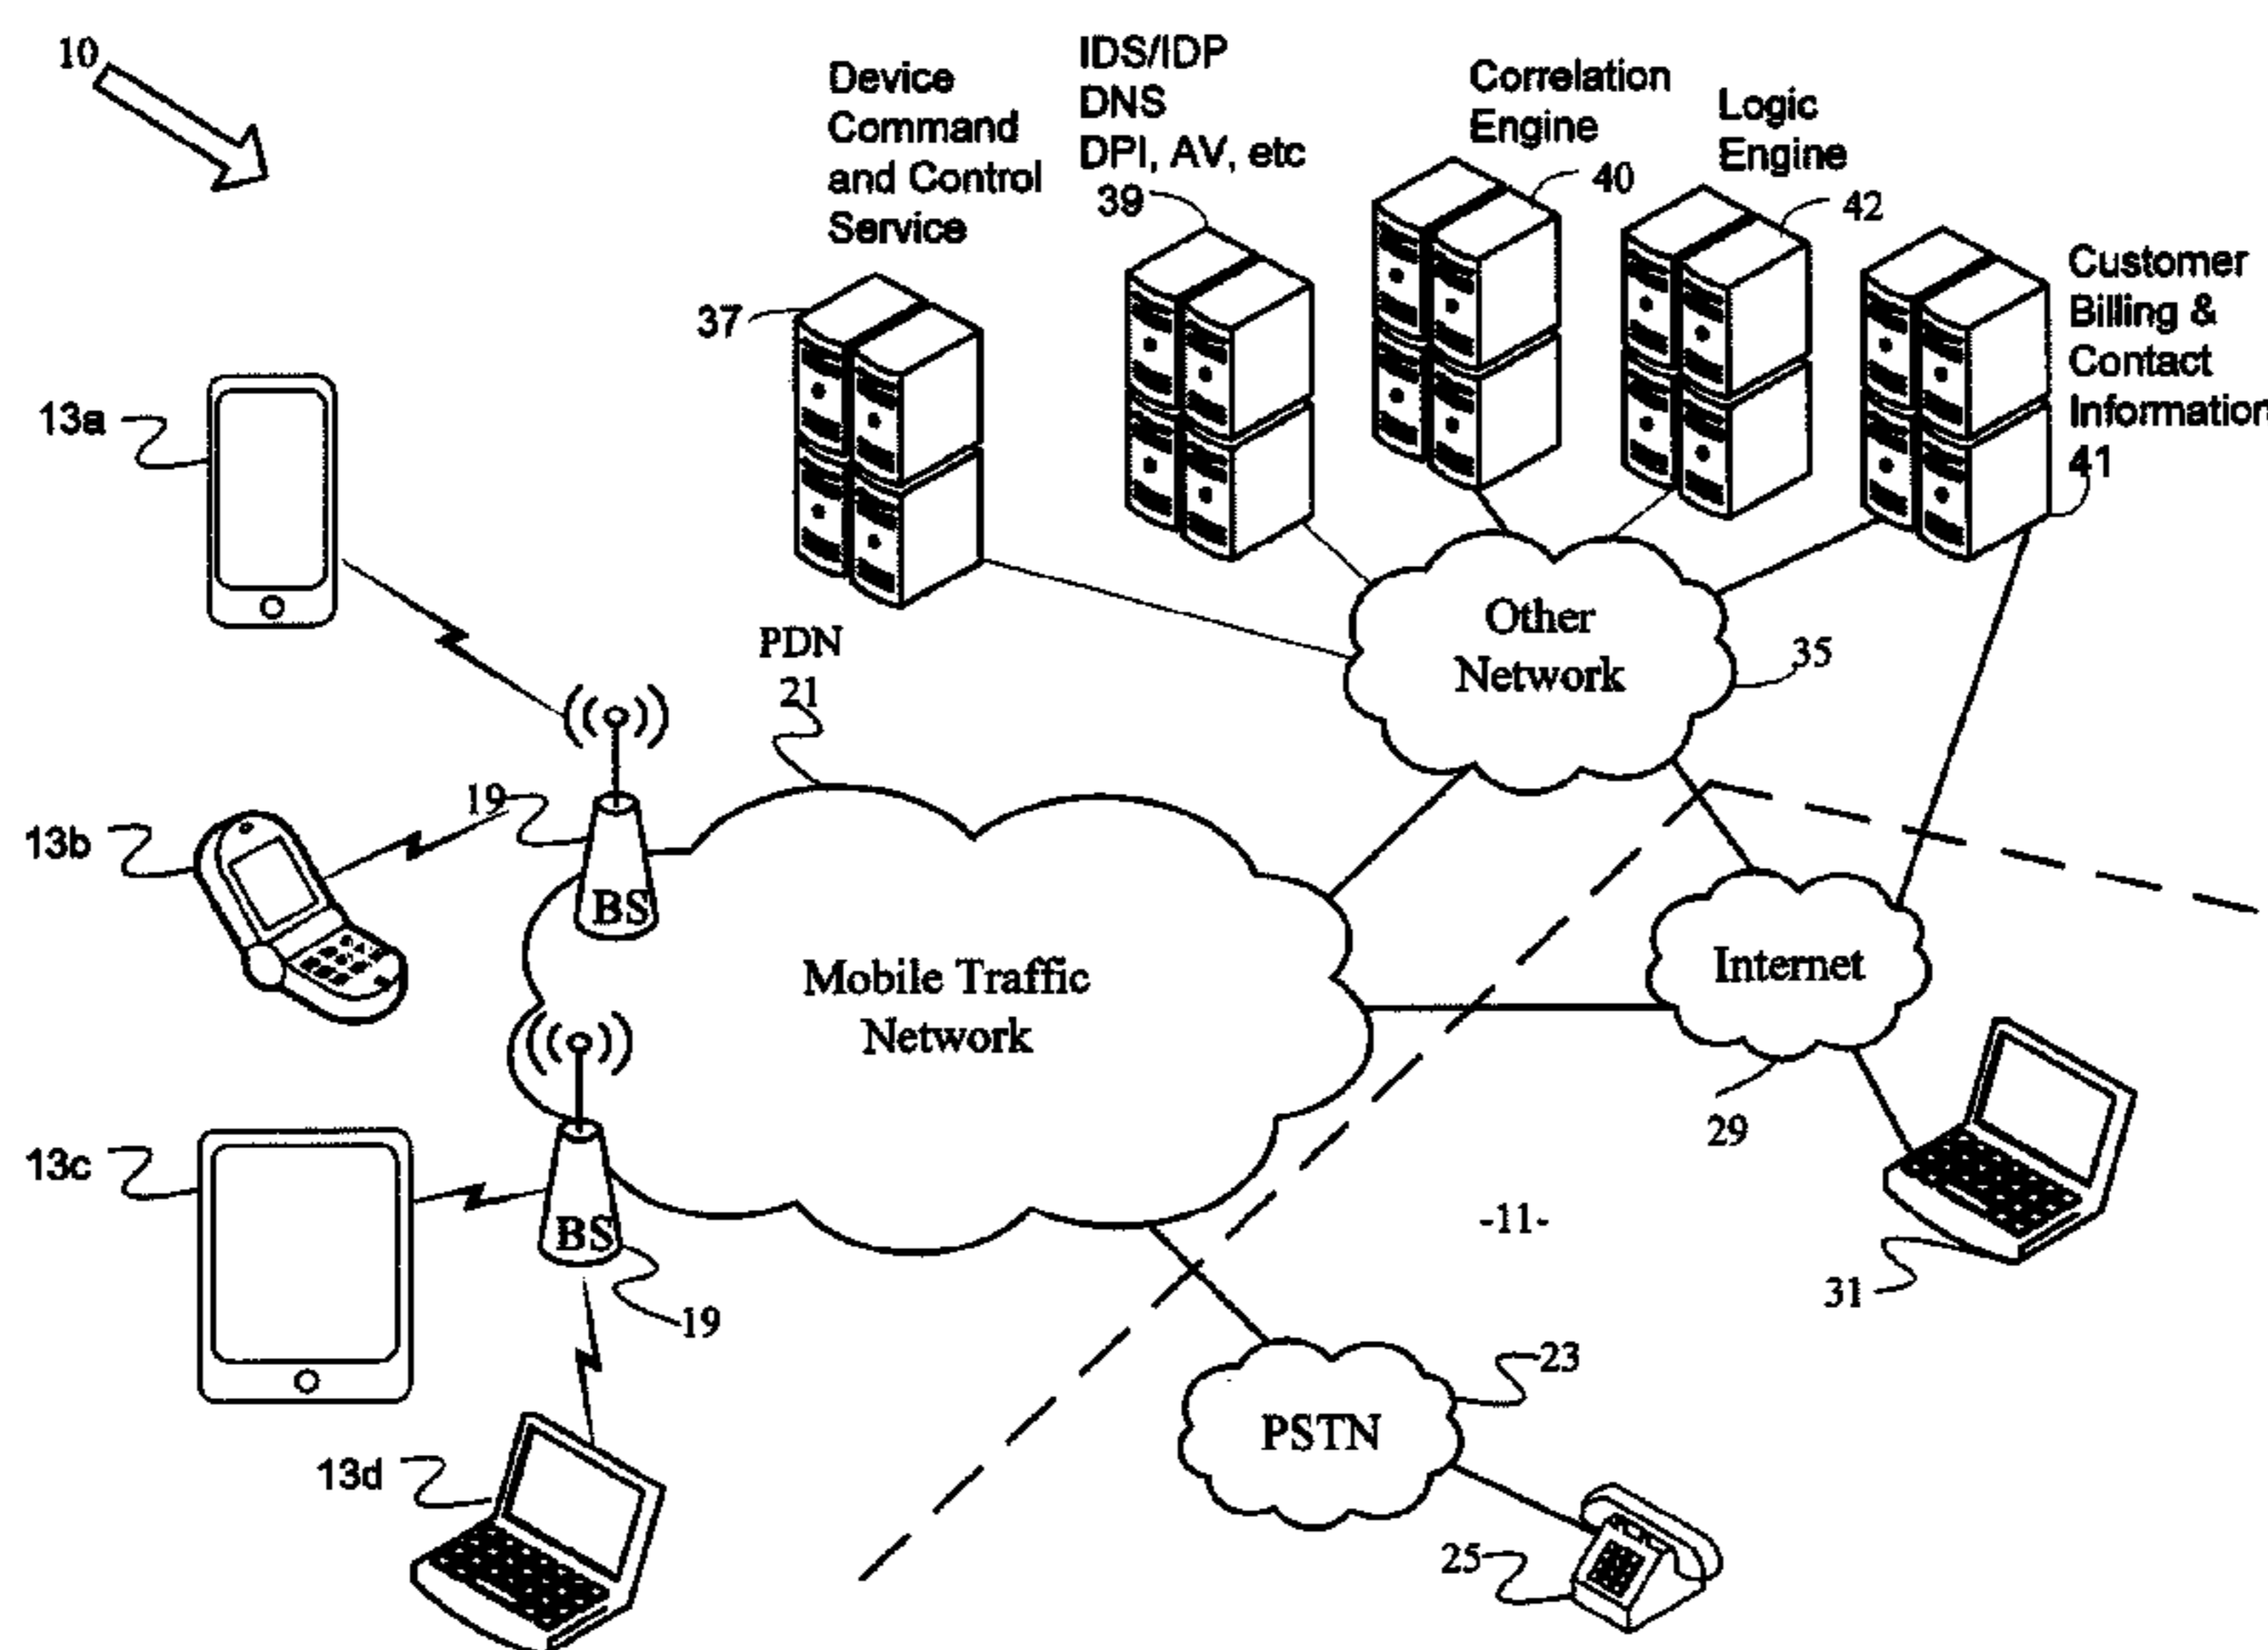 10
Device
Command
and Control
Service
37
IDS/IDP
DNS
DPI, AV, etc
39
Correlation
Engine
40
Logic
Engine
42
Customer
Billing &
Contact
Information
41
13a
PDN
21
Other
Network
35
19
BS
13b
Mobile Traffic
Network
Internet
29
13c
BS
19
-11-
31
13d
23
PSTN
25